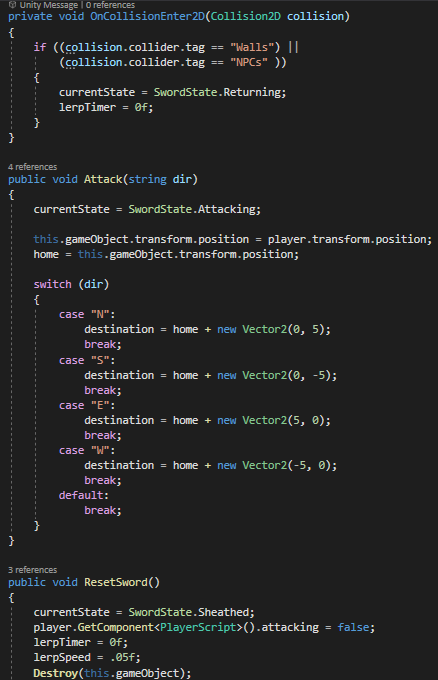 Unity Message | 0 references
private void OnCollisionEnter2D(Collision2D collision)
{
    if ((collision.collider.tag == "Walls") ||
        (collision.collider.tag == "NPCs" ))
    {
        currentState = SwordState.Returning;
        lerpTimer = 0f;
    }
}
4 references
public void Attack(string dir)
{
    currentState = SwordState.Attacking;
    this.gameObject.transform.position = player.transform.position;
    home = this.gameObject.transform.position;
    switch (dir)
    {
        case "N":
            destination = home + new Vector2(0, 5);
            break;
        case "S":
            destination = home + new Vector2(0, -5);
            break;
        case "E":
            destination = home + new Vector2(5, 0);
            break;
        case "W":
            destination = home + new Vector2(-5, 0);
            break;
        default:
            break;
    }
}
3 references
public void ResetSword()
{
    currentState = SwordState.Sheathed;
    player.GetComponent<PlayerScript>().attacking = false;
    lerpTimer = 0f;
    lerpSpeed = .05f;
    Destroy(this.gameObject);